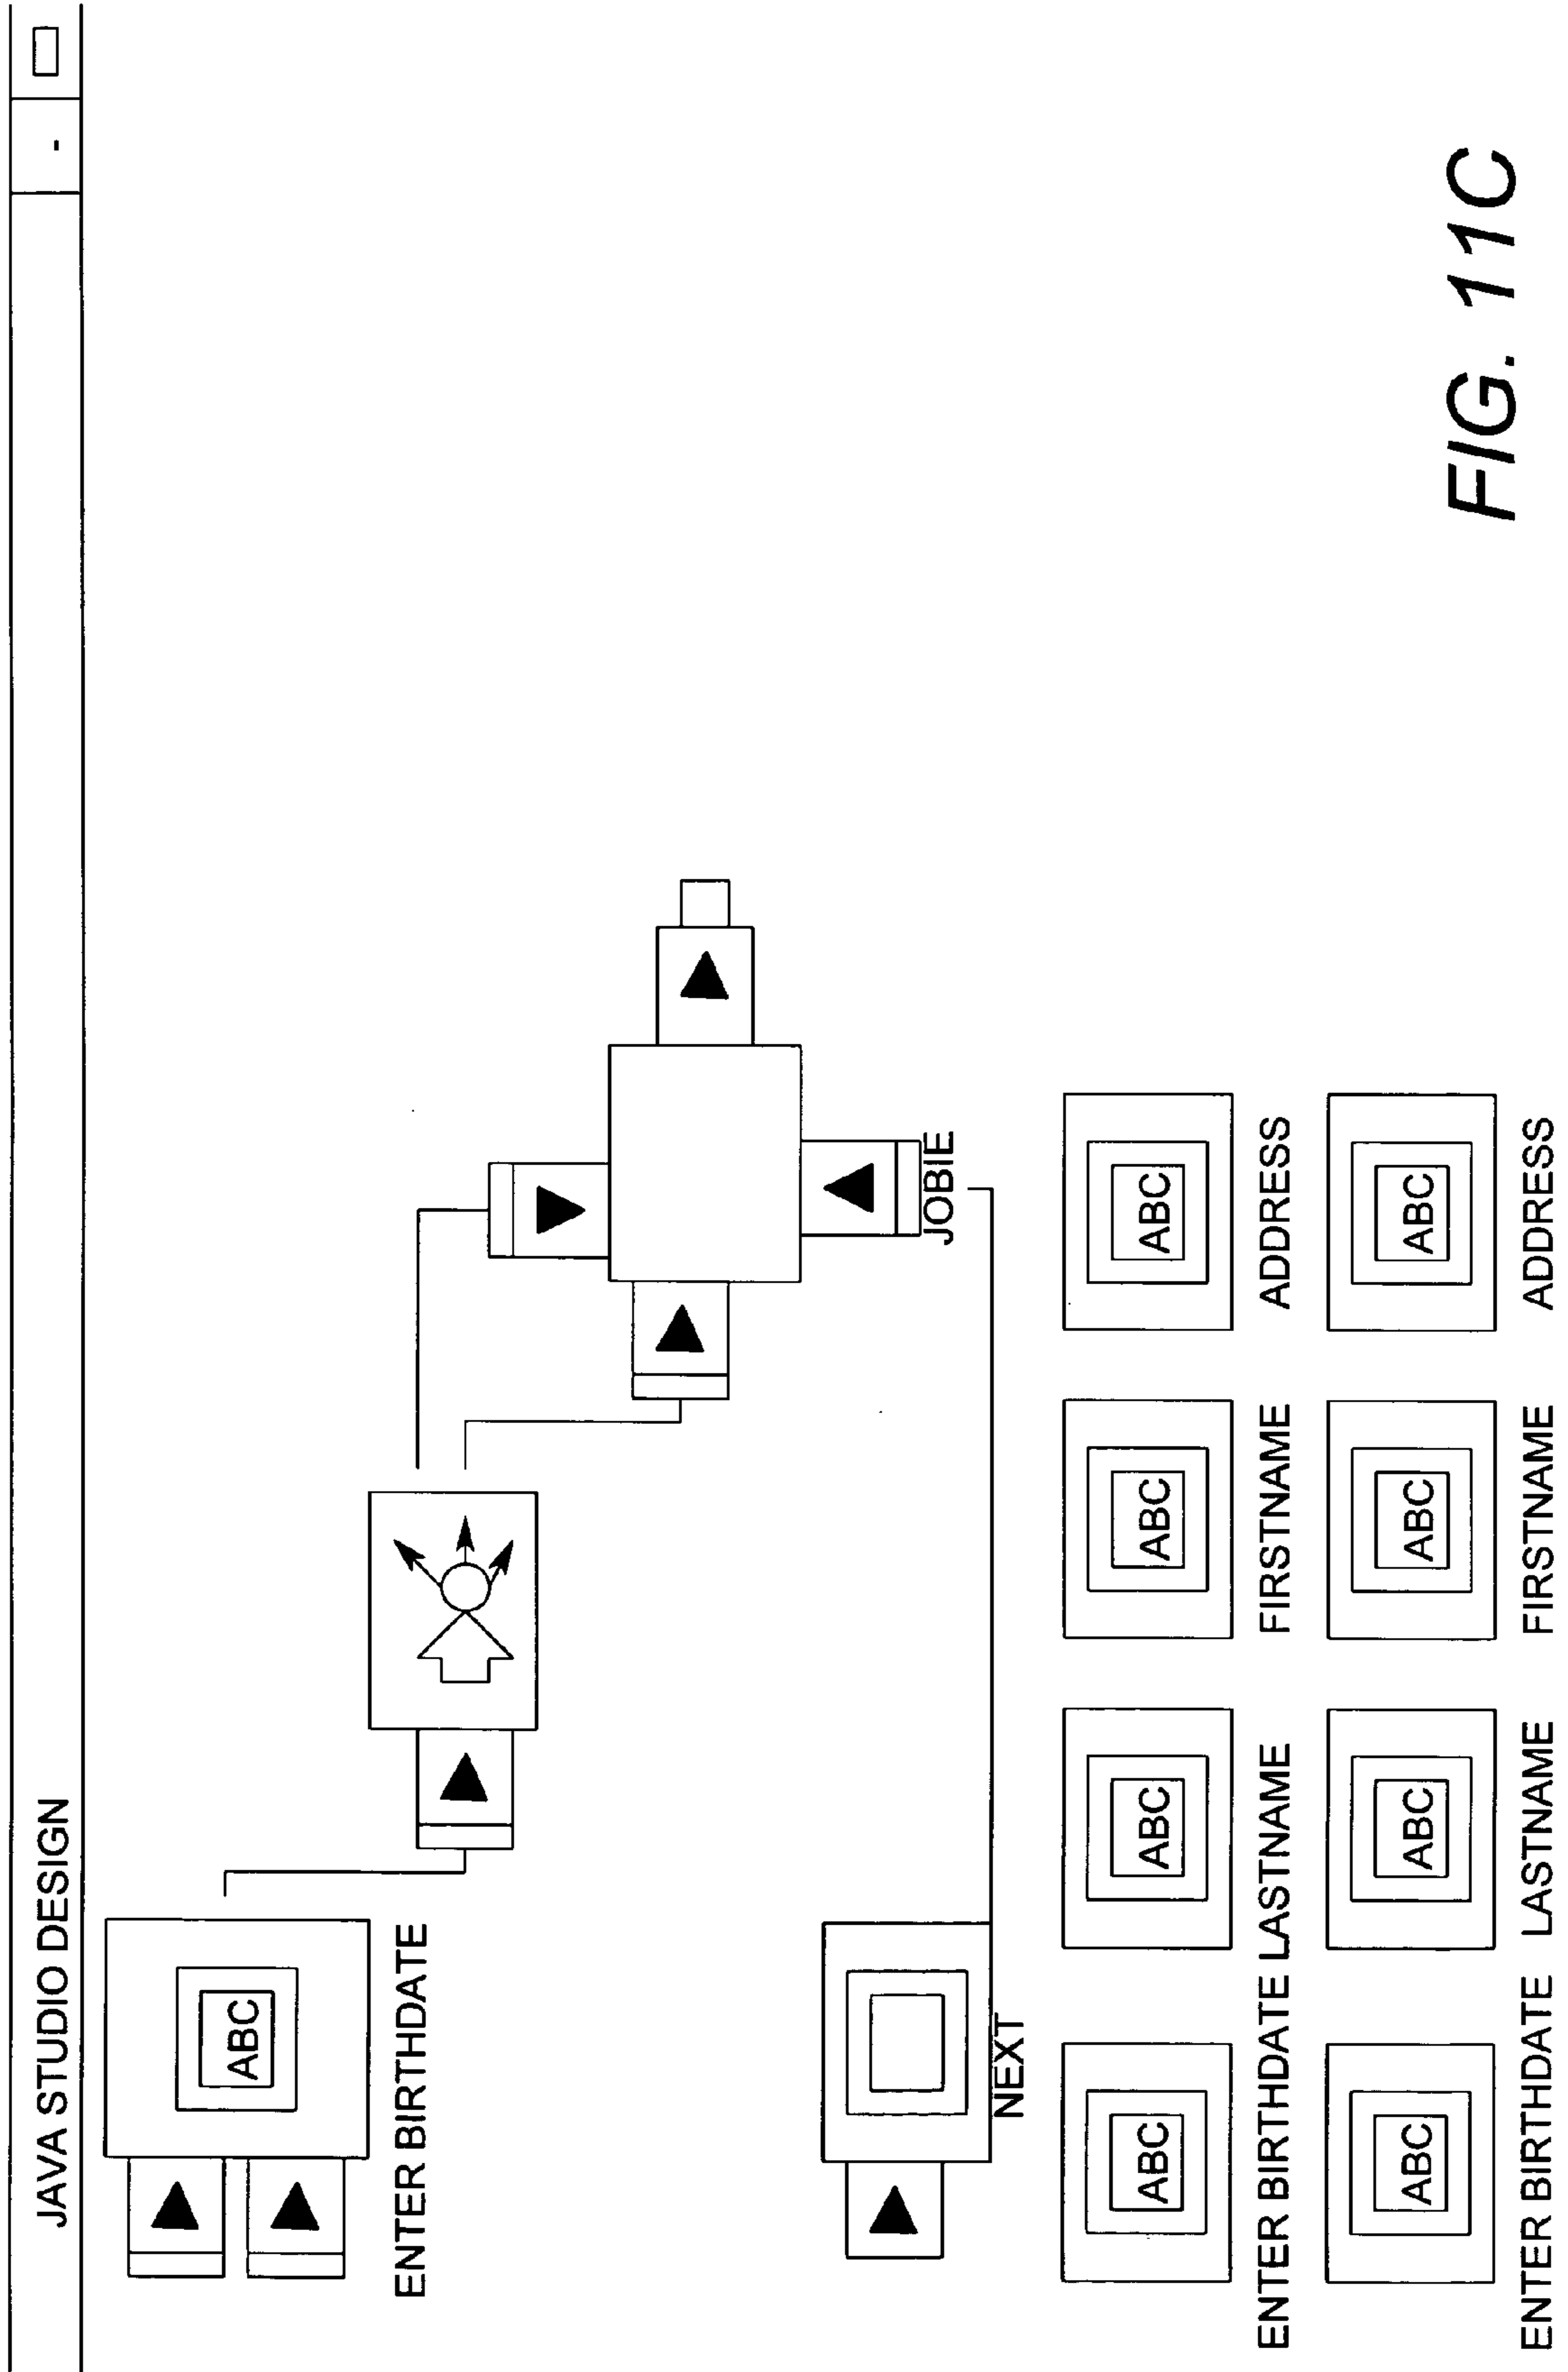 JAVA STUDIO DESIGN
-
ABC
ENTER BIRTHDATE
JOBIE
NEXT
ABC ABC ABC ABC
ENTER BIRTHDATE LASTNAME FIRSTNAME ADDRESS
ABC ABC ABC ABC
ENTER BIRTHDATE LASTNAME FIRSTNAME ADDRESS
FIG. 11C